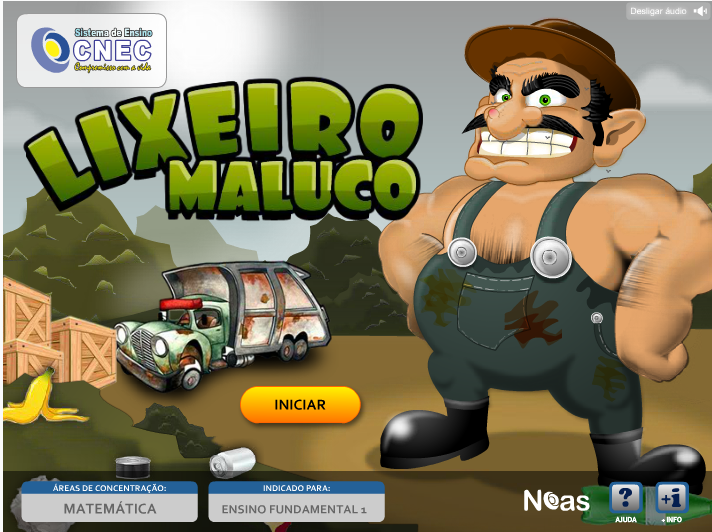 Desligar áudio
Sistema de Ensino
CNEC
Compromisso com a vida
LIXEIRO
MALUCO
INICIAR
ÁREAS DE CONCENTRAÇÃO:
MATEMÁTICA
INDICADO PARA:
ENSINO FUNDAMENTAL 1
Noas
?
AJUDA
+i
+ INFO